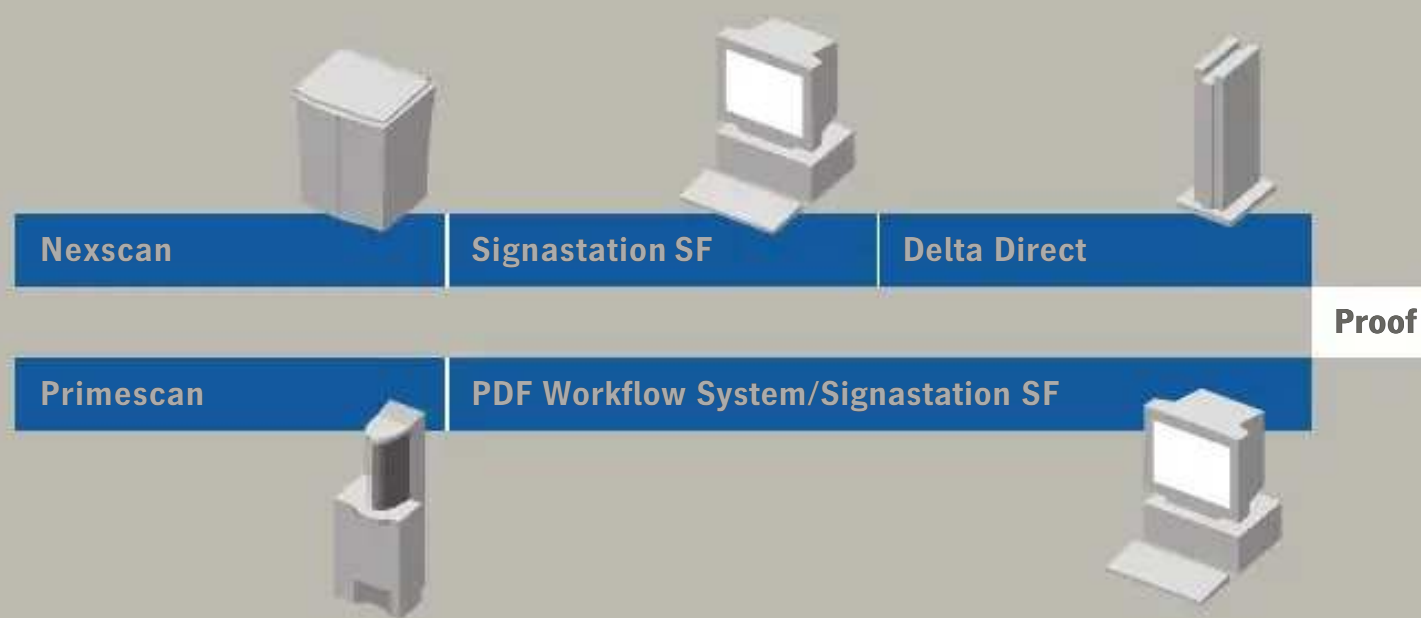 Nexscan
Signastation SF
Delta Direct
Proof
Primescan
PDF Workflow System/Signastation SF